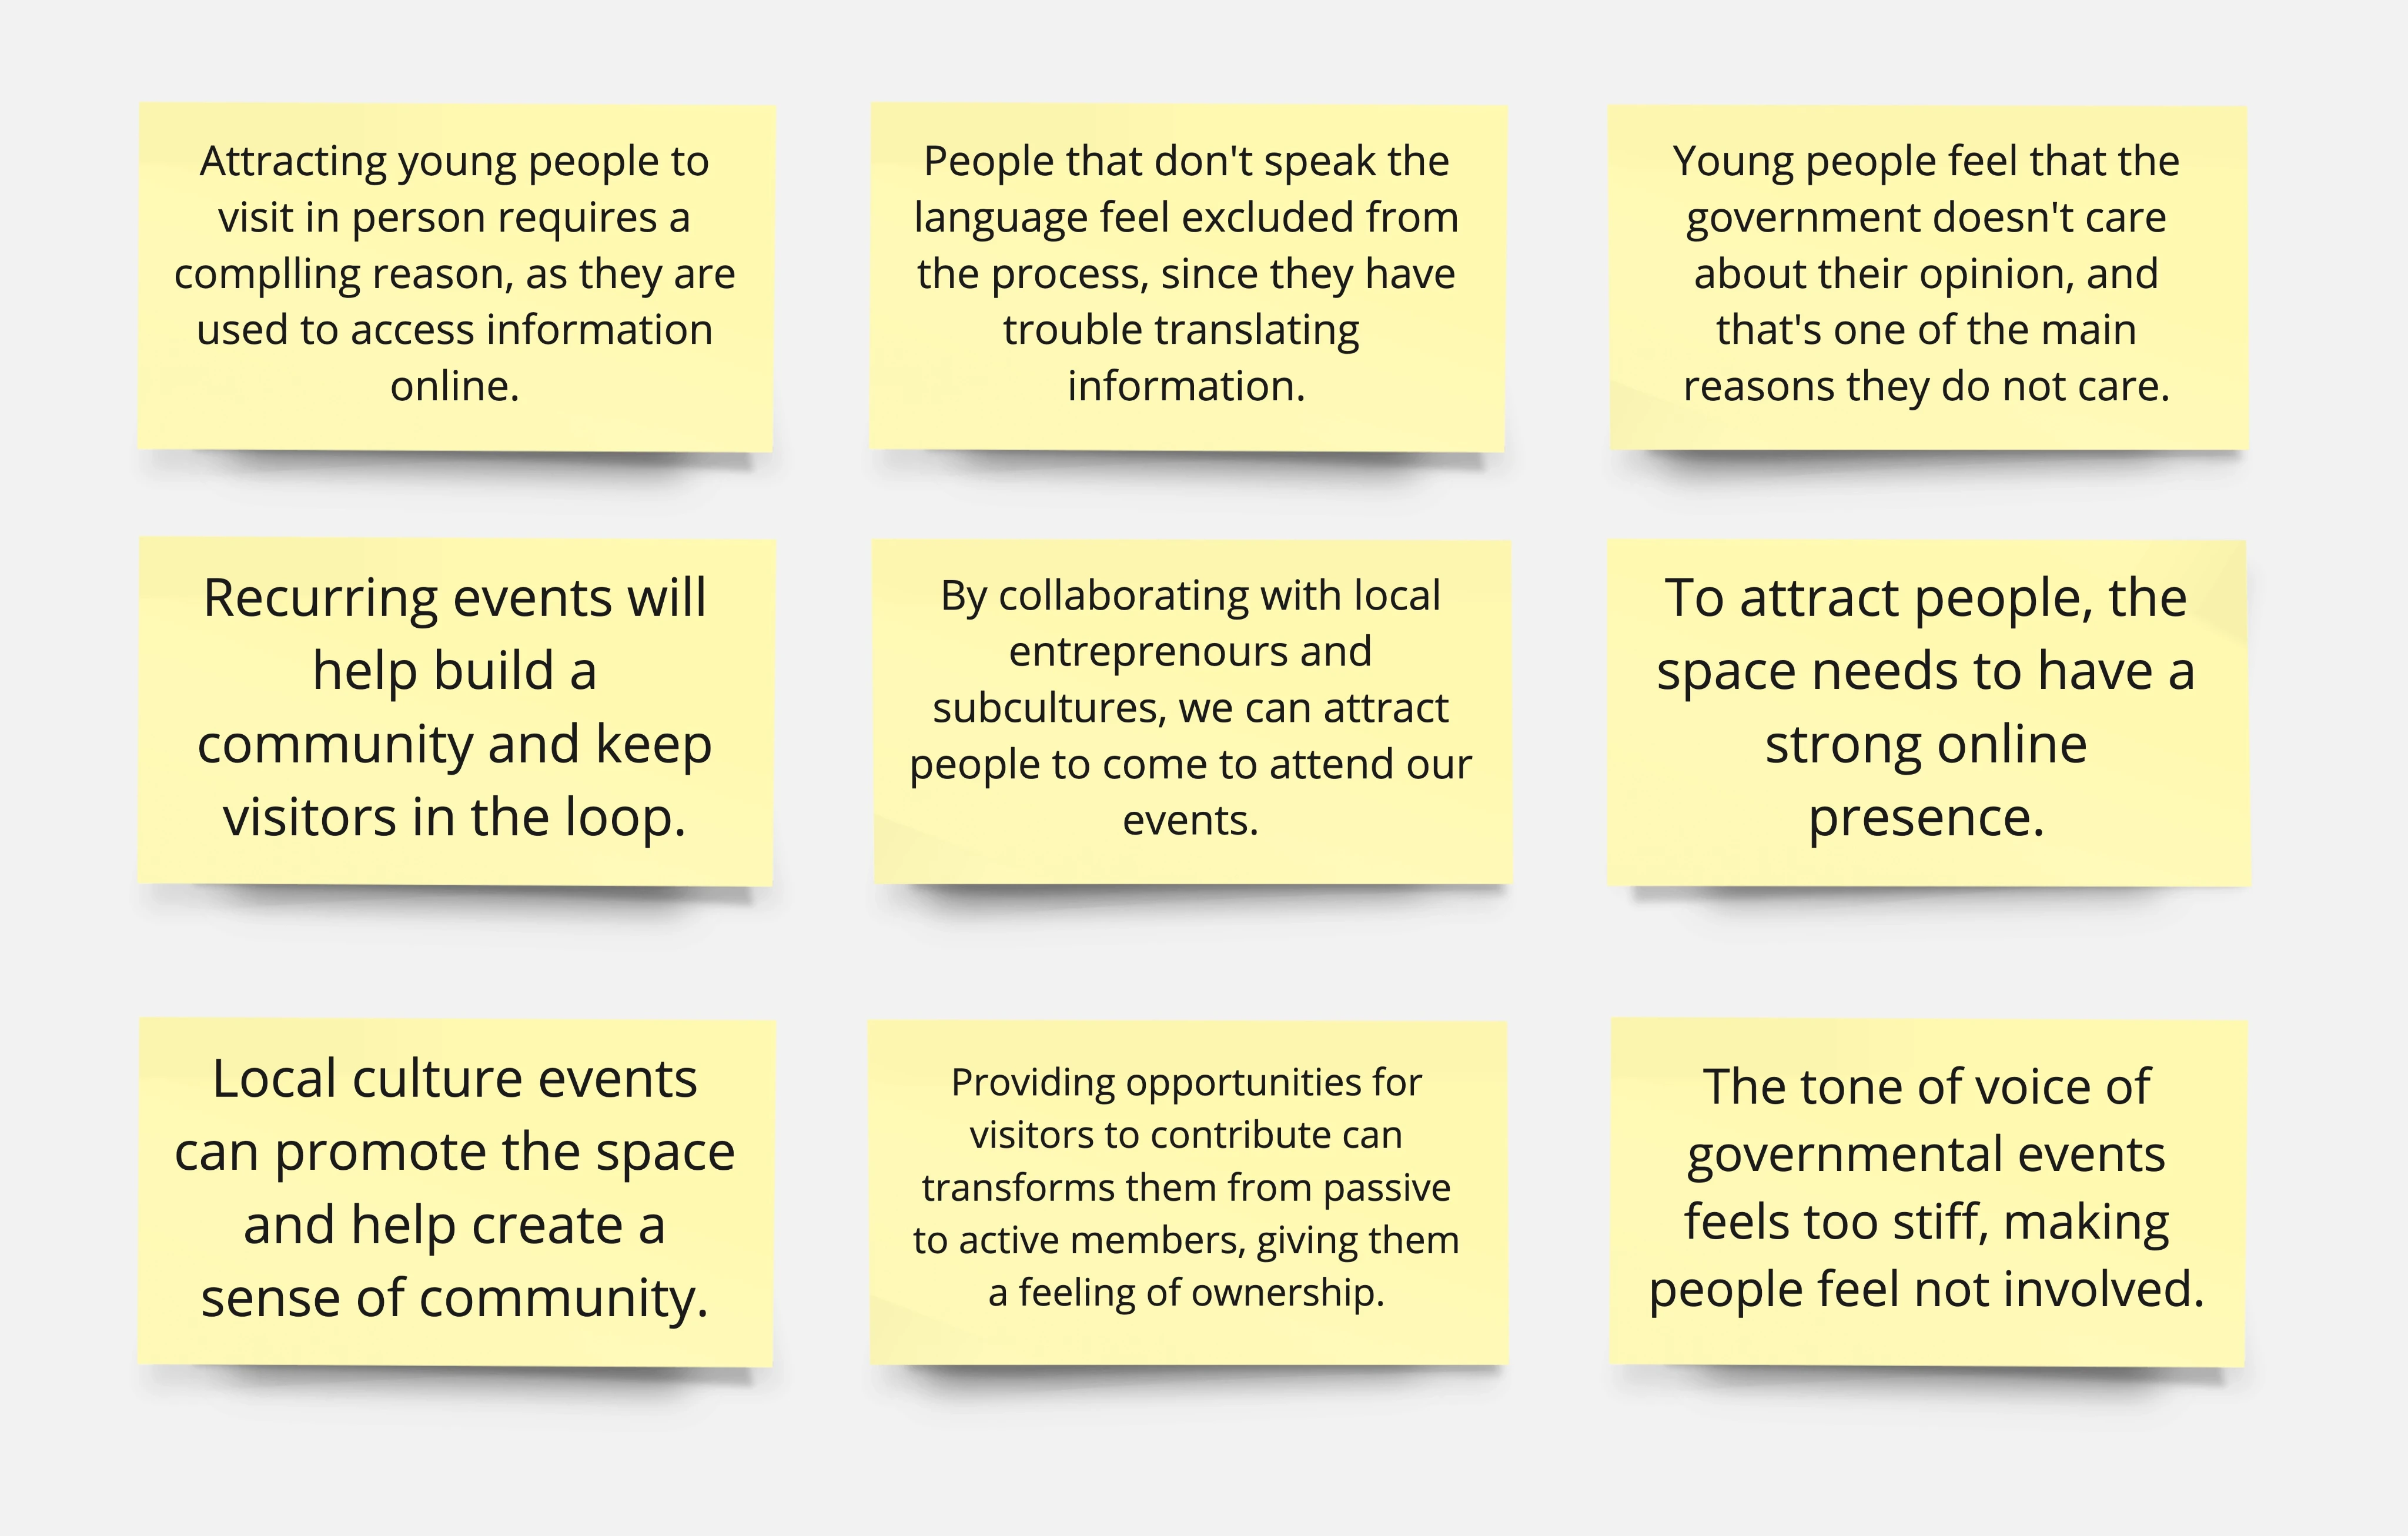 Attracting young people to
visit in person requires a
complling reason, as they are
used to access information
online.
People that don't speak the
language feel excluded from
the process, since they have
trouble translating
information.
Young people feel that the
government doesn't care
about their opinion, and
that's one of the main
reasons they do not care.
Recurring events will
help build a
community and keep
visitors in the loop.
By collaborating with local
entreprenours and
subcultures, we can attract
people to come to attend our
events.
To attract people, the
space needs to have a
strong online
presence.
Local culture events
can promote the space
and help create a
sense of community.
Providing opportunities for
visitors to contribute can
transforms them from passive
to active members, giving them
a feeling of ownership.
The tone of voice of
governmental events
feels too stiff, making
people feel not involved.